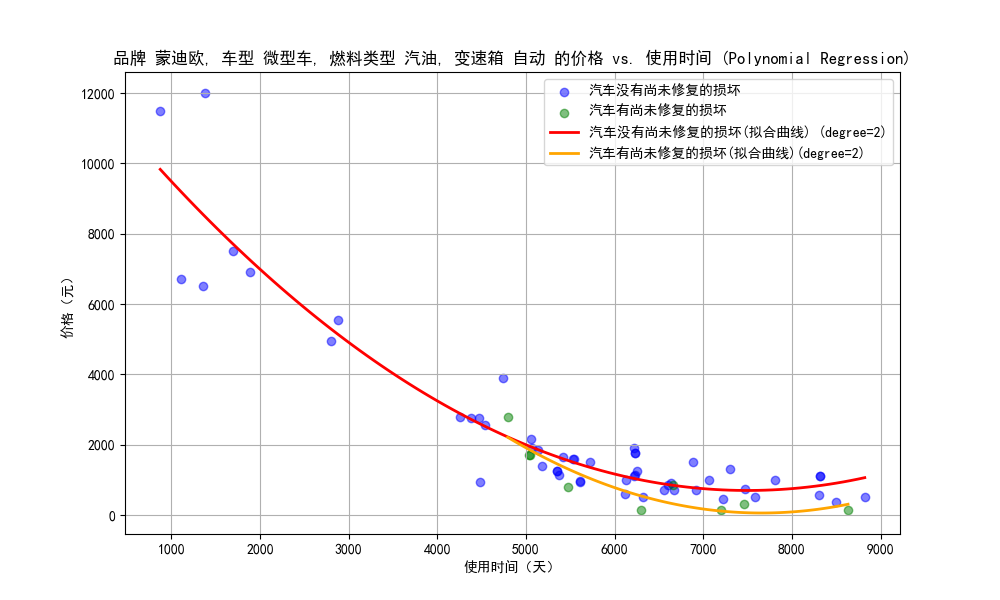 品牌 蒙迪欧, 车型 微型车, 燃料类型 汽油, 变速箱 自动 的价格 vs. 使用时间 (Polynomial Regression)
汽车没有尚未修复的损坏
汽车有尚未修复的损坏
汽车没有尚未修复的损坏(拟合曲线) (degree=2)
汽车有尚未修复的损坏(拟合曲线)(degree=2)
价格（元）
12000
10000
8000
6000
4000
2000
0
1000 2000 3000 4000 5000 6000 7000 8000 9000
使用时间（天）